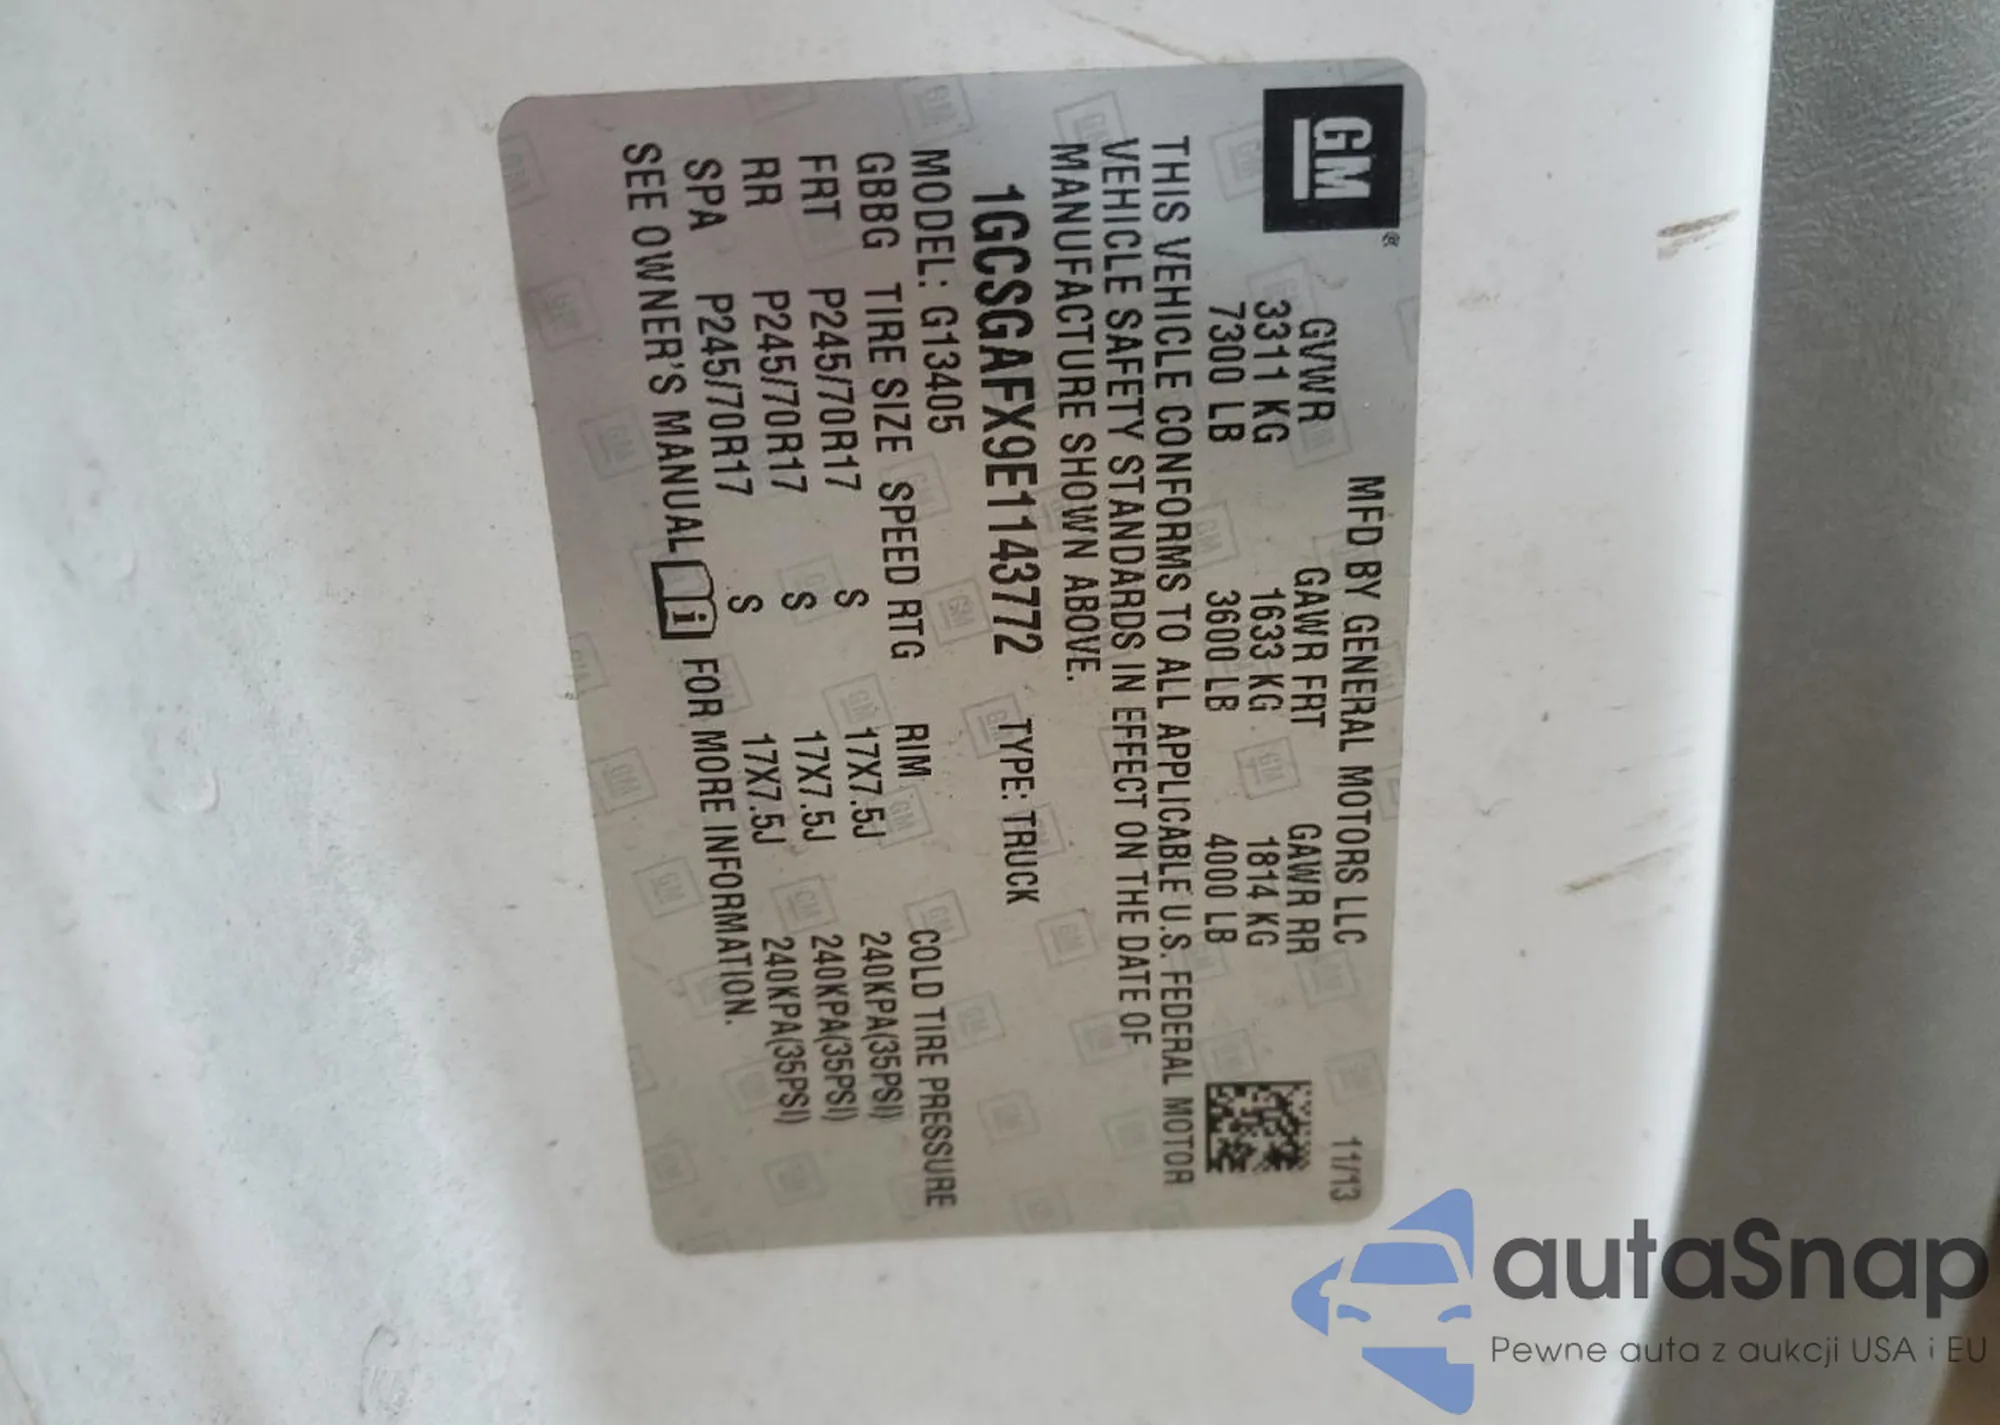 GM®
MFD BY GENERAL MOTORS LLC 11/13
GVWR GAWR FRT GAWR RR
3311 KG 1633 KG 1814 KG
7300 LB 3600 LB 4000 LB
THIS VEHICLE CONFORMS TO ALL APPLICABLE U.S. FEDERAL MOTOR
VEHICLE SAFETY STANDARDS IN EFFECT ON THE DATE OF
MANUFACTURE SHOWN ABOVE.
1GCSGAFX9E1143772 TYPE: TRUCK
MODEL: G13405
GBBG TIRE SIZE SPEED RTG RIM COLD TIRE PRESSURE
FRT P245/70R17 S 17X7.5J 240KPA(35PSI)
RR P245/70R17 S 17X7.5J 240KPA(35PSI)
SPA P245/70R17 S 17X7.5J 240KPA(35PSI)
SEE OWNER'S MANUAL i FOR MORE INFORMATION.
autaSnap
Pewne auta z aukcji USA i EU